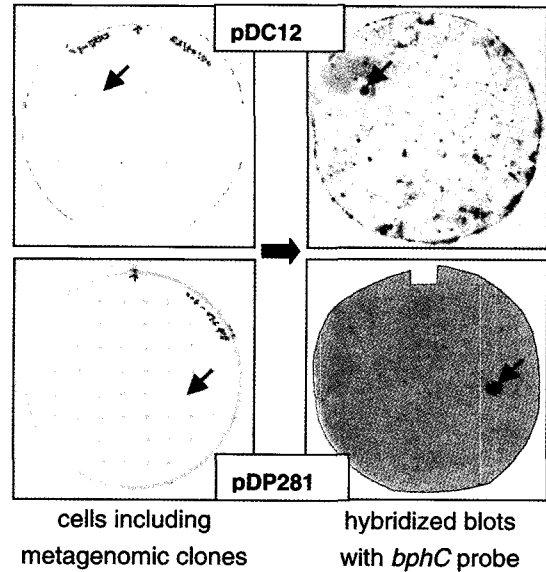 pDC12
pDP281
cells including
metagenomic clones
hybridized blots
with bphC probe